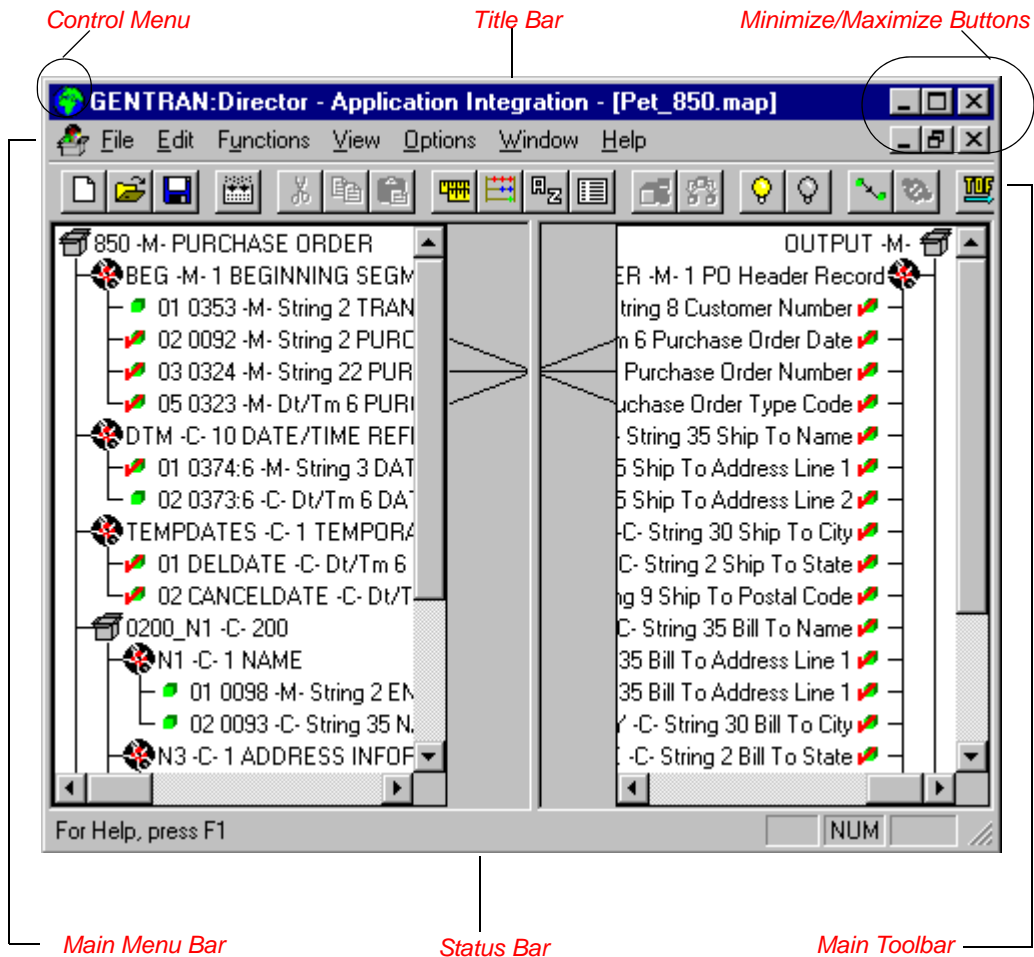 Control Menu
Title Bar
Minimize/Maximize Buttons
GENTRAN:Director - Application Integration - [Pet_850.map]
File Edit Functions View Options Window Help
850 -M- PURCHASE ORDER
BEG -M- 1 BEGINNING SEGM
01 0353 -M- String 2 TRAN
02 0092 -M- String 2 PURC
03 0324 -M- String 22 PUR
05 0323 -M- Dt/Tm 6 PUR
DTM -C- 10 DATE/TIME REF
01 0374:6 -M- String 3 DAT
02 0373:6 -C- Dt/Tm 6 DA
TEMPDATES -C- 1 TEMPORA
01 DELDATE -C- Dt/Tm 6
02 CANCELDATE -C- Dt/T
0200_N1 -C- 200
N1 -C- 1 NAME
01 0098 -M- String 2 EN
02 0093 -C- String 35 N
N3 -C- 1 ADDRESS INFOR
OUTPUT -M-
ER -M- 1 PO Header Record
tring 8 Customer Number
m 6 Purchase Order Date
Purchase Order Number
uchase Order Type Code
String 35 Ship To Name
5 Ship To Address Line 1
5 Ship To Address Line 2
-C- String 30 Ship To City
C- String 2 Ship To State
ng 9 Ship To Postal Code
C- String 35 Bill To Name
35 Bill To Address Line 1
35 Bill To Address Line 1
-C- String 30 Bill To City
-C- String 2 Bill To State
For Help, press F1
NUM
Main Menu Bar
Status Bar
Main Toolbar